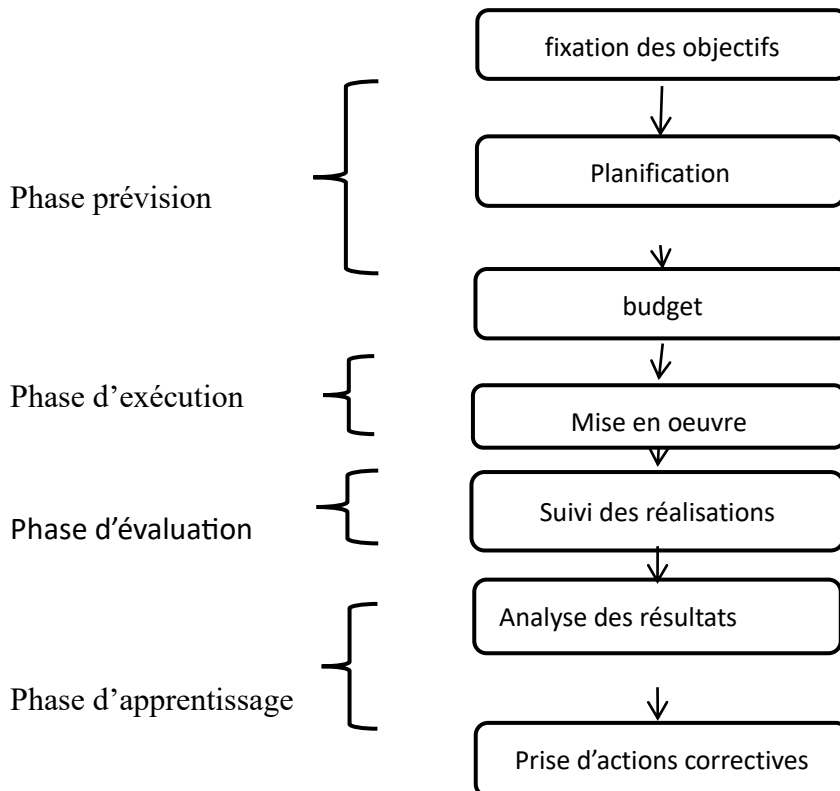 fixation des objectifs
Planification
Phase prévision
budget
Phase d’exécution
Mise en oeuvre
Suivi des réalisations
Phase d’évaluation
Analyse des résultats
Phase d’apprentissage
Prise d’actions correctives